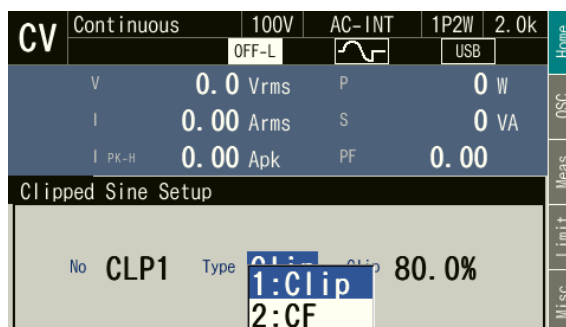 CV Continuous 100V AC-INT 1P2W 2.0k
OFF-L USB
V 0.0 Vrms P 0 W
I 0.00 Arms S 0 VA
I PK-H 0.00 Apk PF 0.00
Clipped Sine Setup
No CLP1 Type Clip Clip 80.0%
1:Clip
2:CF
Home
OSC
Meas
Limit
Misc